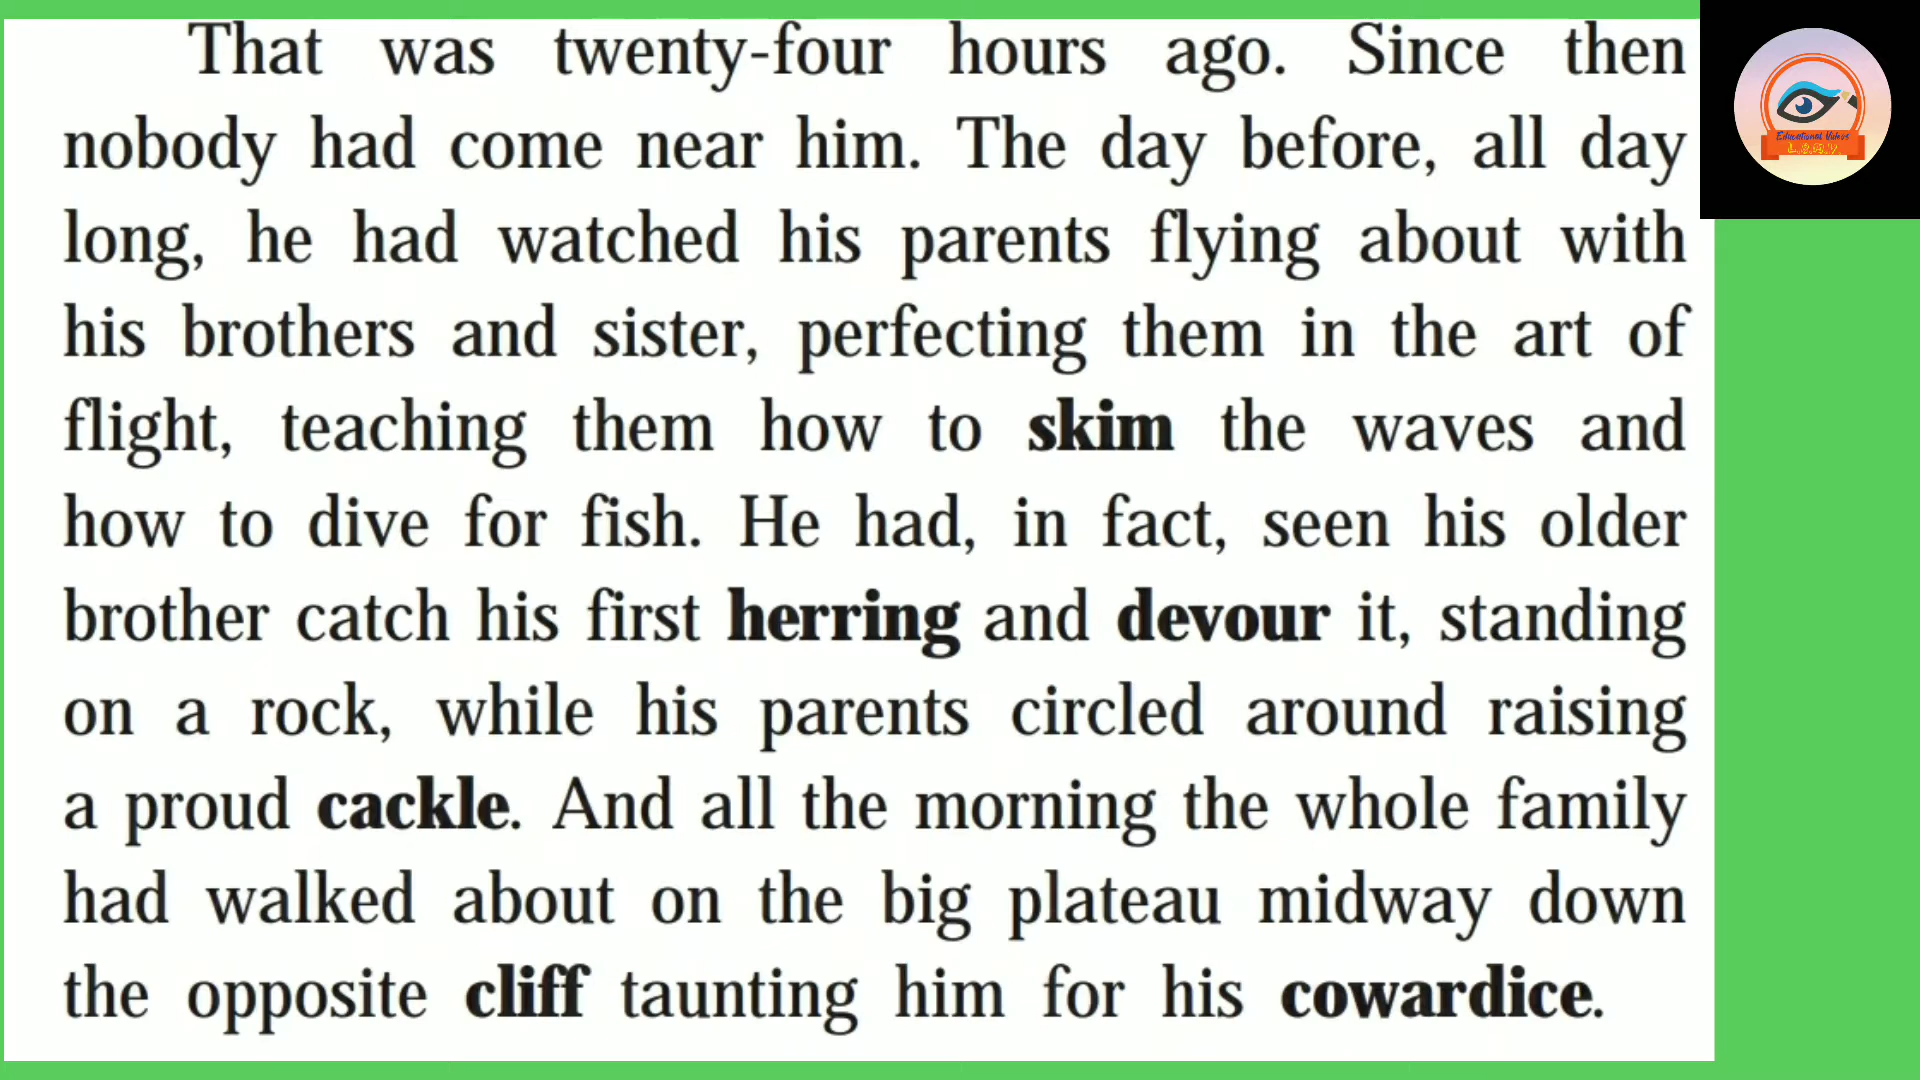 That was twenty-four hours ago. Since then
nobody had come near him. The day before, all day
long, he had watched his parents flying about with
his brothers and sister, perfecting them in the art of
flight, teaching them how to skim the waves and
how to dive for fish. He had, in fact, seen his older
brother catch his first herring and devour it, standing
on a rock, while his parents circled around raising
a proud cackle. And all the morning the whole family
had walked about on the big plateau midway down
the opposite cliff taunting him for his cowardice.
Educational Videos